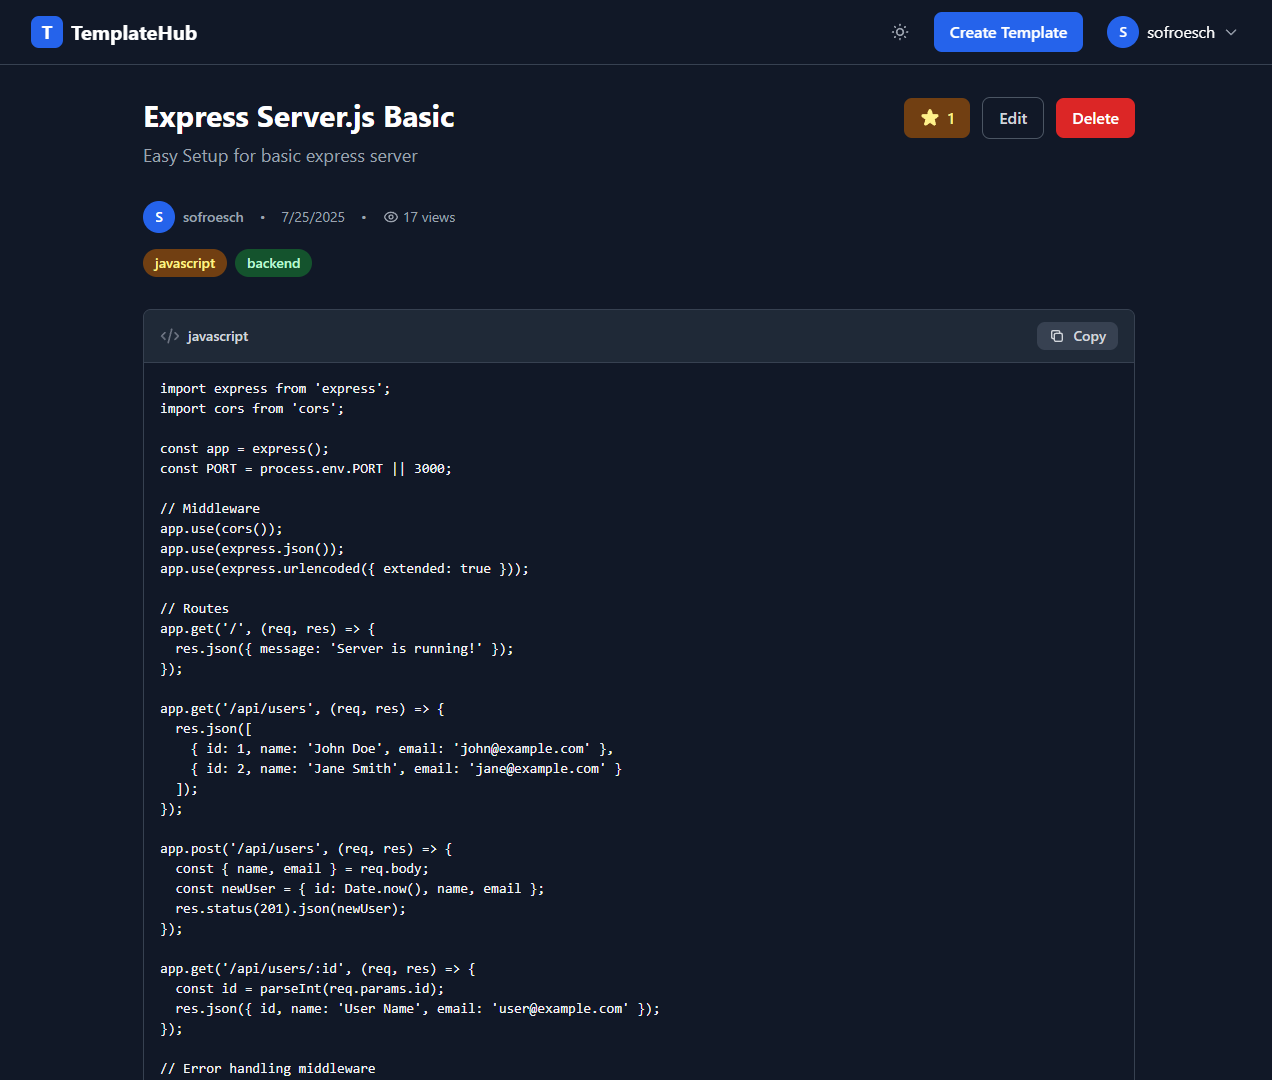 T TemplateHub
Create Template
S sofroesch
Express Server.js Basic
1
Edit
Delete
Easy Setup for basic express server
S sofroesch • 7/25/2025 • 17 views
javascript backend
</> javascript
Copy
import express from 'express';
import cors from 'cors';

const app = express();
const PORT = process.env.PORT || 3000;

// Middleware
app.use(cors());
app.use(express.json());
app.use(express.urlencoded({ extended: true }));

// Routes
app.get('/', (req, res) => {
  res.json({ message: 'Server is running!' });
});

app.get('/api/users', (req, res) => {
  res.json([
    { id: 1, name: 'John Doe', email: 'john@example.com' },
    { id: 2, name: 'Jane Smith', email: 'jane@example.com' }
  ]);
});

app.post('/api/users', (req, res) => {
  const { name, email } = req.body;
  const newUser = { id: Date.now(), name, email };
  res.status(201).json(newUser);
});

app.get('/api/users/:id', (req, res) => {
  const id = parseInt(req.params.id);
  res.json({ id, name: 'User Name', email: 'user@example.com' });
});

// Error handling middleware